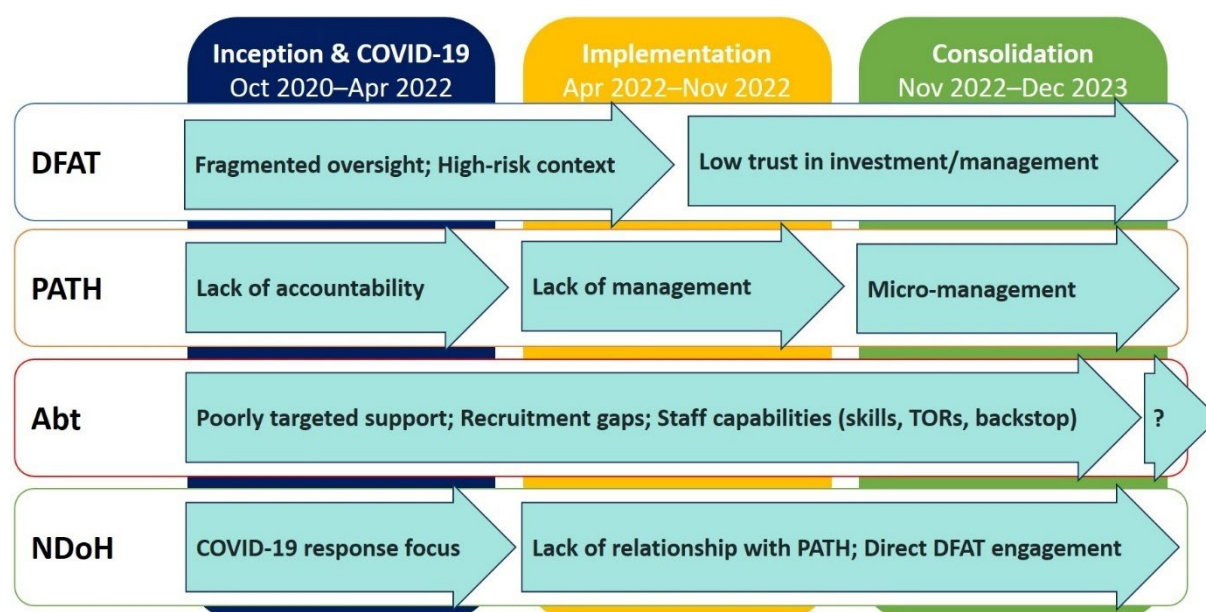 Inception & COVID-19
Oct 2020–Apr 2022
Implementation
Apr 2022–Nov 2022
Consolidation
Nov 2022–Dec 2023
DFAT
Fragmented oversight; High-risk context
Low trust in investment/management
PATH
Lack of accountability
Lack of management
Micro-management
Abt
Poorly targeted support; Recruitment gaps; Staff capabilities (skills, TORs, backstop)
?
NDoH
COVID-19 response focus
Lack of relationship with PATH; Direct DFAT engagement